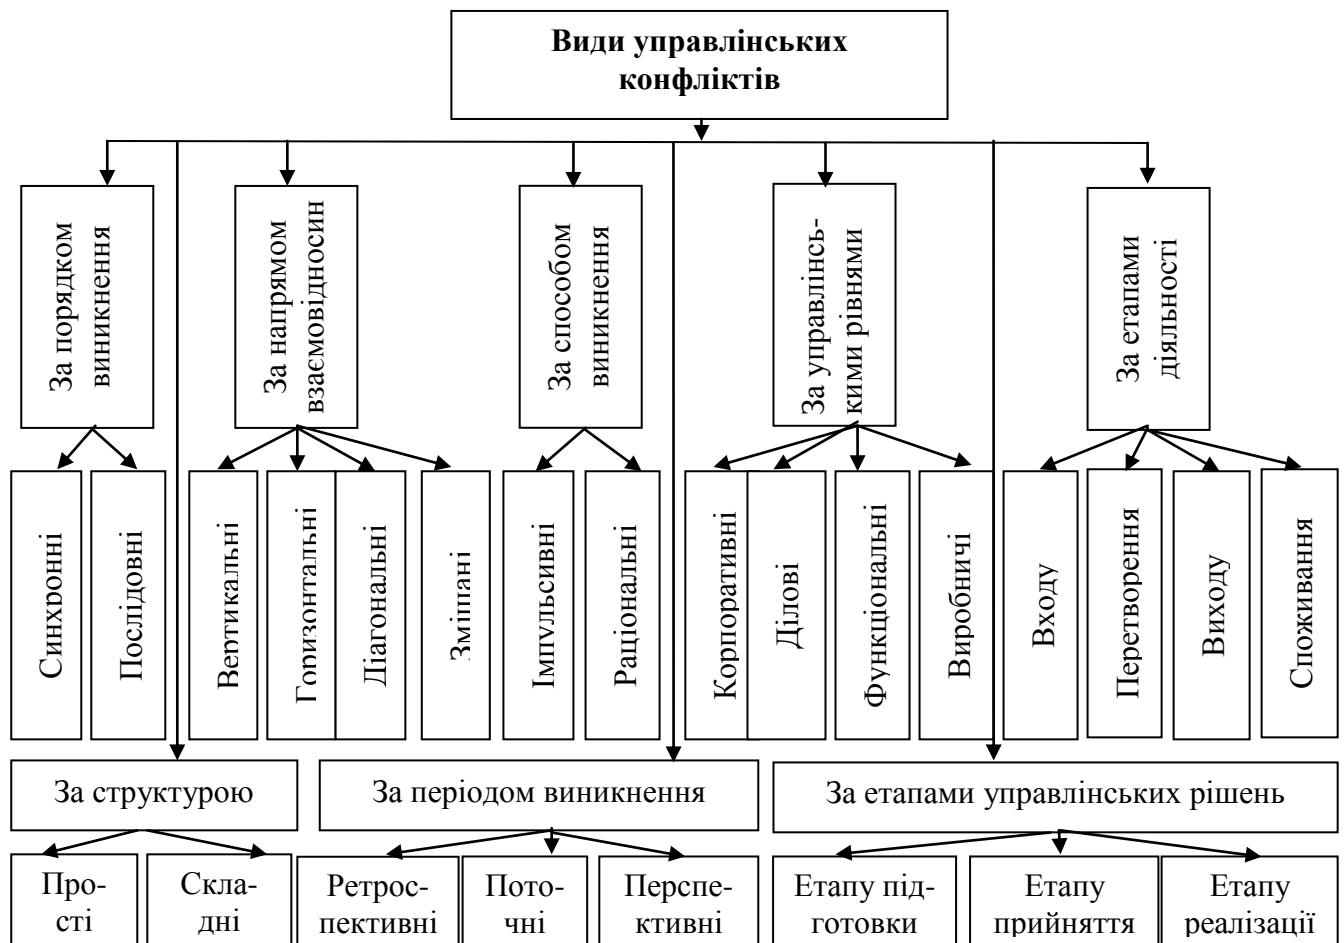 Види управлінських
конфліктів
За порядком
виникнення
За напрямом
взаємовідносин
За способом
виникнення
За управлінсь-
кими рівнями
За етапами
діяльності
Синхронні
Послідовні
Вертикальні
Горизонтальні
Діагональні
Змішані
Імпульсивні
Раціональні
Корпоративні
Ділові
Функціональні
Виробничі
Входу
Перетворення
Виходу
Споживання
За структурою
За періодом виникнення
За етапами управлінських рішень
Про-
сті
Скла-
дні
Ретрос-
пективні
Пото-
чні
Перспе-
ктивні
Етапу під-
готовки
Етапу
прийняття
Етапу
реалізації